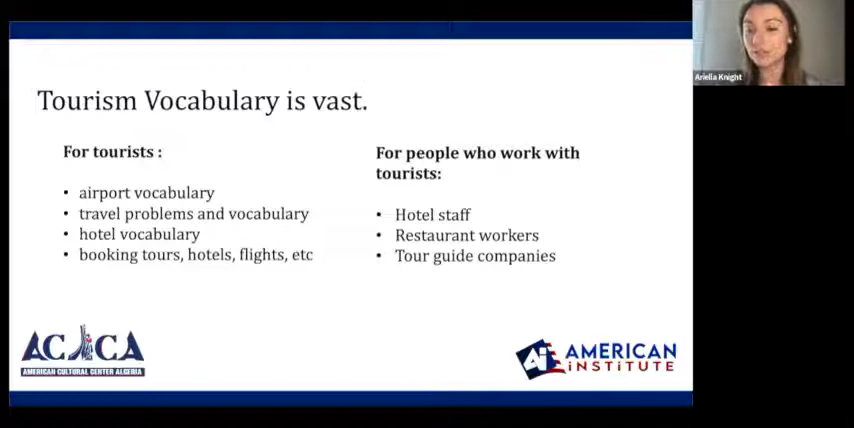 Ariella Knight
Tourism Vocabulary is vast.
For tourists :
• airport vocabulary
• travel problems and vocabulary
• hotel vocabulary
• booking tours, hotels, flights, etc
For people who work with
tourists:
• Hotel staff
• Restaurant workers
• Tour guide companies
ACCA
AMERICAN CULTURAL CENTER ALGERIA
Ai AMERICAN
INSTITUTE